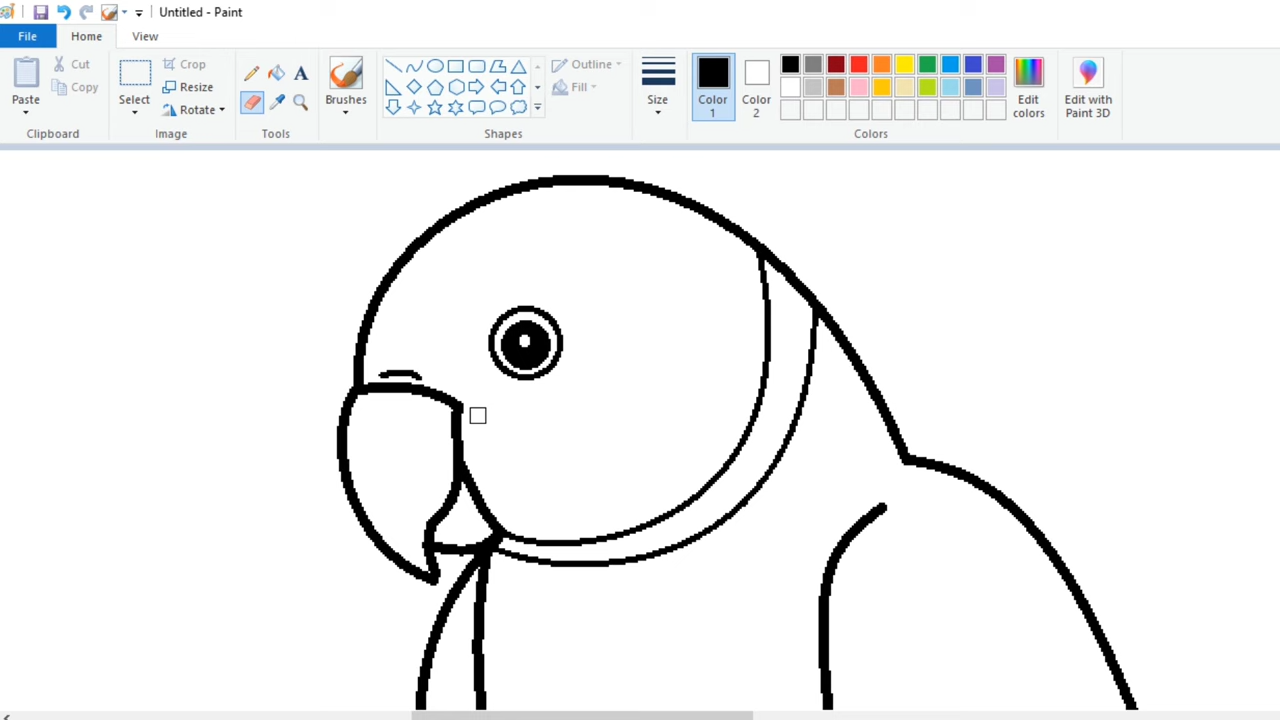 Untitled - Paint
File Home View
Paste
Cut
Copy
Clipboard
Select
Crop
Resize
Rotate
Image
A
Tools
Brushes
Outline
Fill
Shapes
Size
Color 1
Color 2
Edit colors
Colors
Edit with Paint 3D